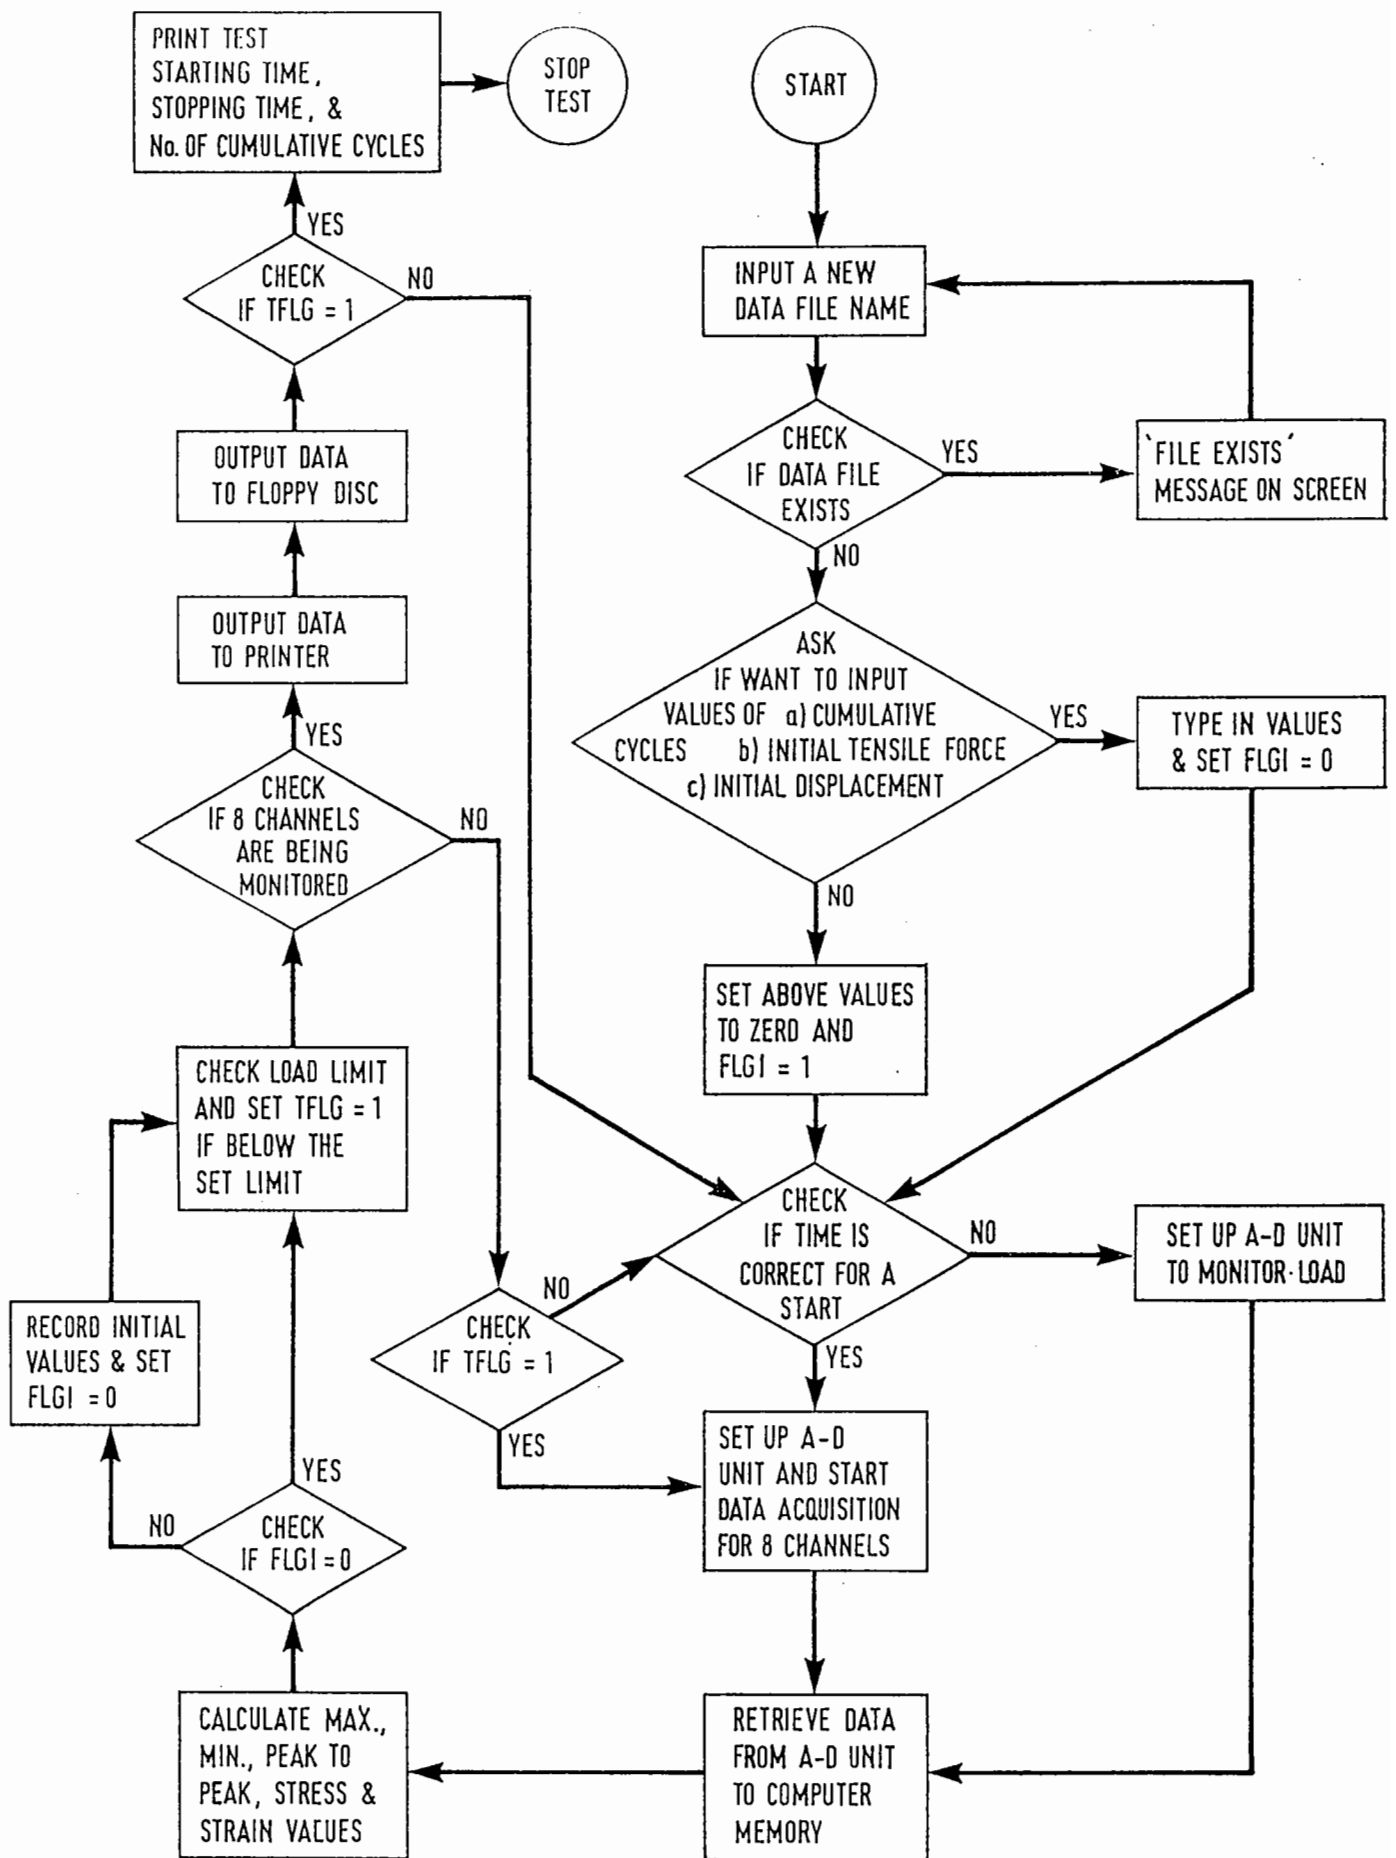 START
INPUT A NEW
DATA FILE NAME
CHECK
IF DATA FILE
EXISTS
YES
'FILE EXISTS'
MESSAGE ON SCREEN
NO
ASK
IF WANT TO INPUT
VALUES OF a) CUMULATIVE
CYCLES b) INITIAL TENSILE FORCE
c) INITIAL DISPLACEMENT
YES
TYPE IN VALUES
& SET FLGI = 0
NO
SET ABOVE VALUES
TO ZERO AND
FLGI = 1
CHECK
IF TIME IS
CORRECT FOR A
START
NO
SET UP A-D UNIT
TO MONITOR LOAD
YES
SET UP A-D
UNIT AND START
DATA ACQUISITION
FOR 8 CHANNELS
RETRIEVE DATA
FROM A-D UNIT
TO COMPUTER
MEMORY
CALCULATE MAX.,
MIN., PEAK TO
PEAK, STRESS &
STRAIN VALUES
CHECK
IF FLGI = 0
NO
RECORD INITIAL
VALUES & SET
FLGI = 0
YES
CHECK LOAD LIMIT
AND SET TFLG = 1
IF BELOW THE
SET LIMIT
CHECK
IF 8 CHANNELS
ARE BEING
MONITORED
NO
CHECK
IF TFLG = 1
NO
YES
YES
OUTPUT DATA
TO PRINTER
OUTPUT DATA
TO FLOPPY DISC
CHECK
IF TFLG = 1
NO
YES
PRINT TEST
STARTING TIME,
STOPPING TIME, &
No. OF CUMULATIVE CYCLES
STOP
TEST